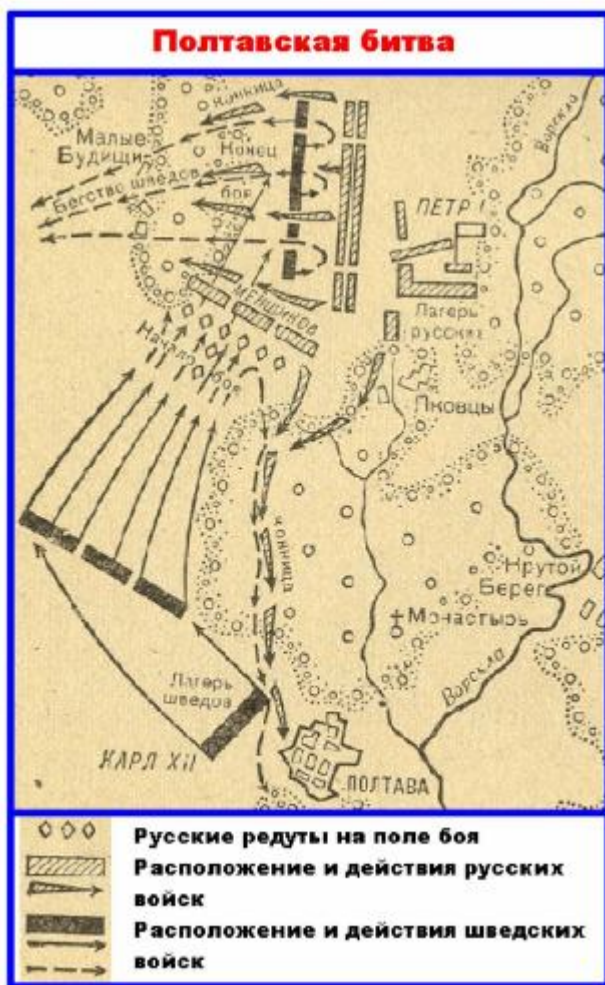 Полтавская битва
Конница
Малые
Будищи
Конец
боя
Бегство шведов
Ворскла
ПЕТР I
МЕНШИКОВ
Лагерь
русских
Начало боя
Яковцы
Конница
Крутой
Берег
Монастырь
Ворскла
Лагерь
шведов
КАРЛ XII
ПОЛТАВА
Русские редуты на поле боя
Расположение и действия русских
войск
Расположение и действия шведских
войск